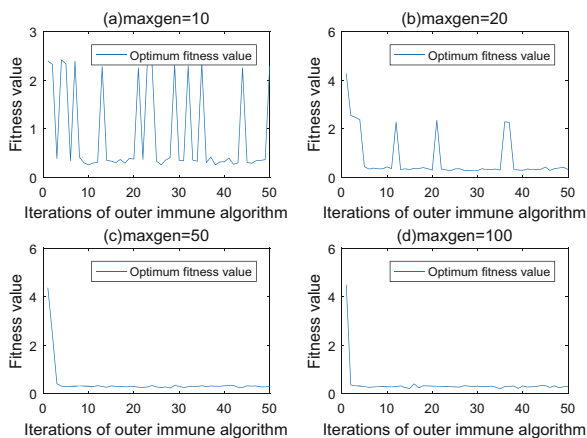 (a)maxgen=10
Fitness value
3
2
1
0
Optimum fitness value
0 10 20 30 40 50
Iterations of outer immune algorithm
(b)maxgen=20
Fitness value
6
4
2
0
Optimum fitness value
0 10 20 30 40 50
Iterations of outer immune algorithm
(c)maxgen=50
Fitness value
6
4
2
0
Optimum fitness value
0 10 20 30 40 50
Iterations of outer immune algorithm
(d)maxgen=100
Fitness value
6
4
2
0
Optimum fitness value
0 10 20 30 40 50
Iterations of outer immune algorithm